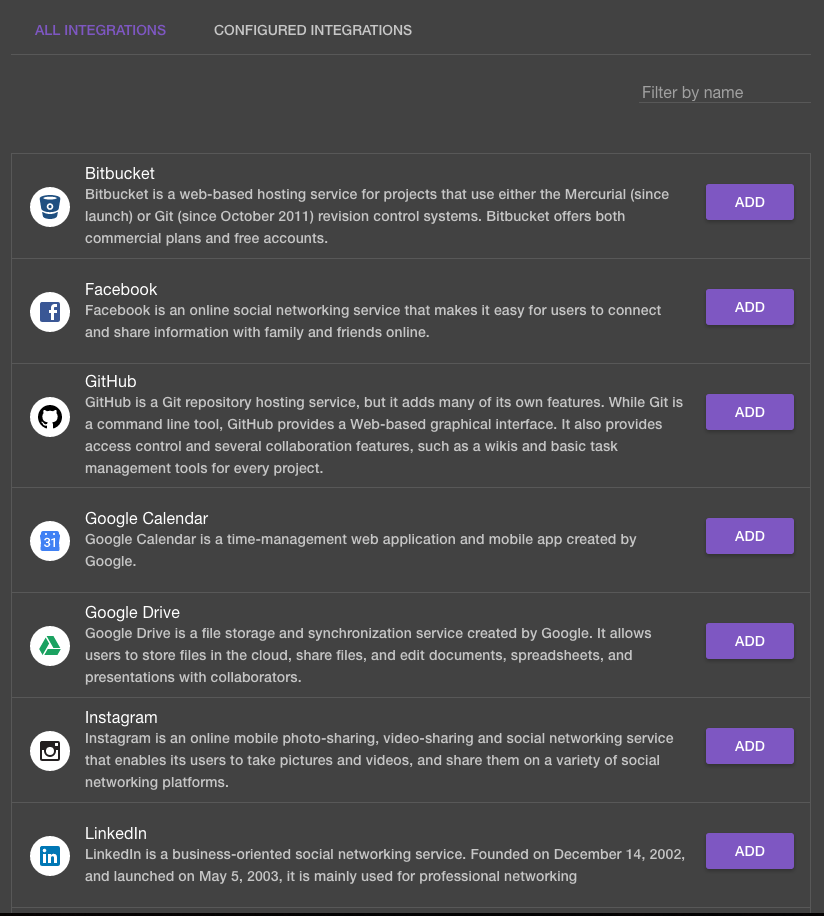 ALL INTEGRATIONS CONFIGURED INTEGRATIONS
Filter by name
Bitbucket
Bitbucket is a web-based hosting service for projects that use either the Mercurial (since
launch) or Git (since October 2011) revision control systems. Bitbucket offers both
commercial plans and free accounts.
ADD
Facebook
Facebook is an online social networking service that makes it easy for users to connect
and share information with family and friends online.
ADD
GitHub
GitHub is a Git repository hosting service, but it adds many of its own features. While Git is
a command line tool, GitHub provides a Web-based graphical interface. It also provides
access control and several collaboration features, such as a wikis and basic task
management tools for every project.
ADD
31
Google Calendar
Google Calendar is a time-management web application and mobile app created by
Google.
ADD
Google Drive
Google Drive is a file storage and synchronization service created by Google. It allows
users to store files in the cloud, share files, and edit documents, spreadsheets, and
presentations with collaborators.
ADD
Instagram
Instagram is an online mobile photo-sharing, video-sharing and social networking service
that enables its users to take pictures and videos, and share them on a variety of social
networking platforms.
ADD
in
LinkedIn
LinkedIn is a business-oriented social networking service. Founded on December 14, 2002,
and launched on May 5, 2003, it is mainly used for professional networking
ADD